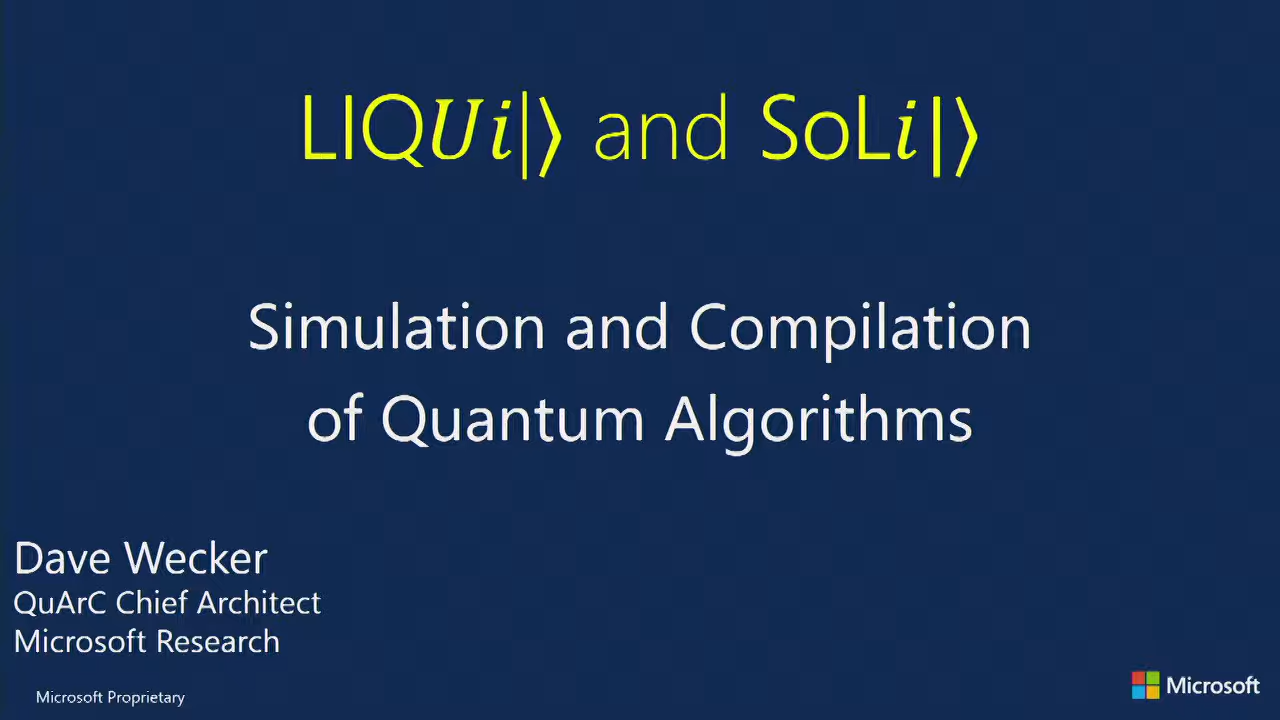 LIQ𝑈𝑖|⟩ and SoL𝑖|⟩
Simulation and Compilation
of Quantum Algorithms
Dave Wecker
QuArC Chief Architect
Microsoft Research
Microsoft Proprietary
Microsoft